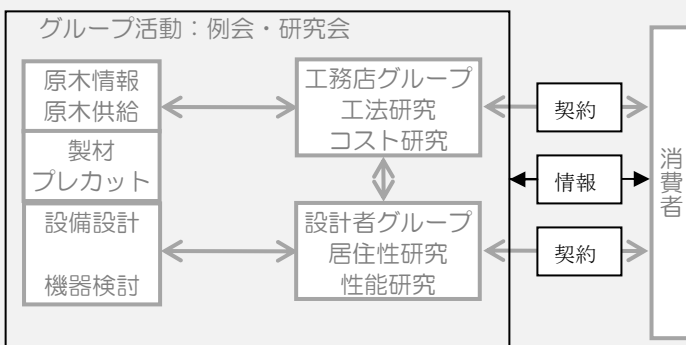 グループ活動：例会・研究会
原木情報
原木供給
製材
プレカット
設備設計
機器検討
工務店グループ
工法研究
コスト研究
設計者グループ
居住性研究
性能研究
契約
情報
契約
消費者